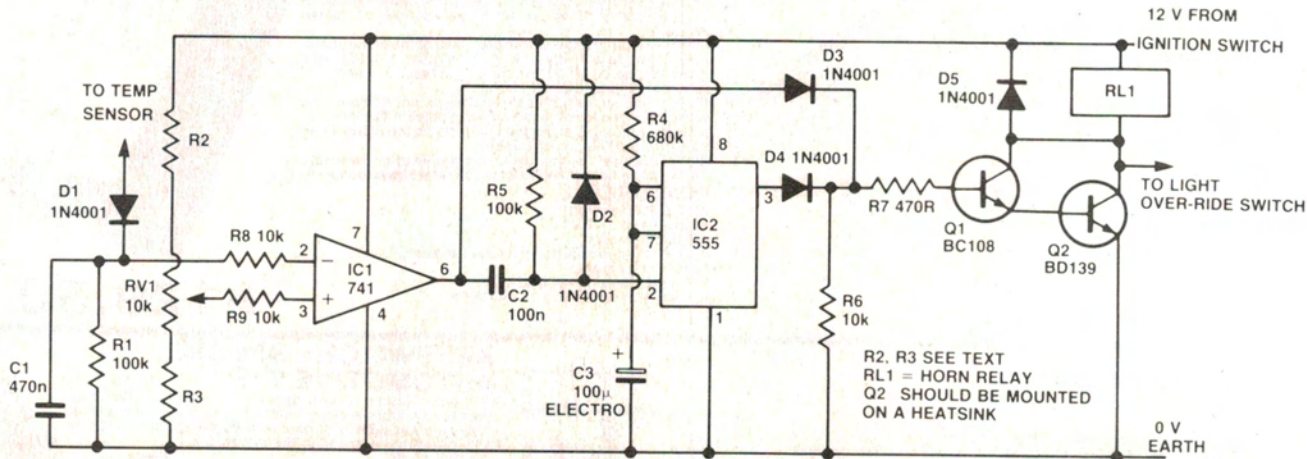 12 V FROM
IGNITION SWITCH
D3
1N4001
D5
1N4001
RL1
TO TEMP
SENSOR
R2
R4
680k
8
D4 1N4001
D1
1N4001
R5
100k
D2
6
7
IC2
555
3
R7 470R
TO LIGHT
OVER-RIDE SWITCH
Q1
BC108
Q2
BD139
R8 10k
2
7
−
IC1
741
6
RV1
10k
+
R9 10k
3
4
C2
100n
1N4001
2
1
R6
10k
C1
470n
R1
100k
R3
+
C3
100µ
ELECTRO
R2, R3 SEE TEXT
RL1 = HORN RELAY
Q2 SHOULD BE MOUNTED
ON A HEATSINK
0 V
EARTH